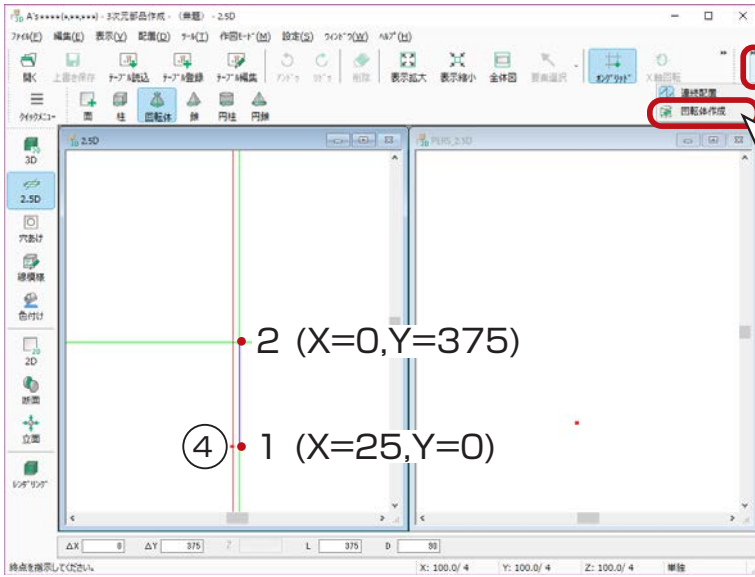 A's****(*,**,**) - 3次元部品作成 - (無題) - 2.5D
ファイル(F) 編集(E) 表示(V) 配置(D) ツール(T) 作図モード(M) 設定(S) ウィンドウ(W) ヘルプ(H)
開く 上書き保存 テーブル読込 テーブル登録 テーブル編集 アンドゥ リドゥ 削除 表示拡大 表示縮小 全体図 要素選択 オングリッド X軸回転
クイックメニュー 面 柱 回転体 錐 円柱 円錐
連続配置
回転体作成
3D
2.5D
穴あけ
線模様
色付け
2D
断面
立面
レンダリング
2.5D
PERS_2.5D
2 (X=0,Y=375)
④ 1 (X=25,Y=0)
ΔX 0 ΔY 375 Z L 375 D 90
終点を指示してください。 X: 100.0/ 4 Y: 100.0/ 4 Z: 100.0/ 4 単独